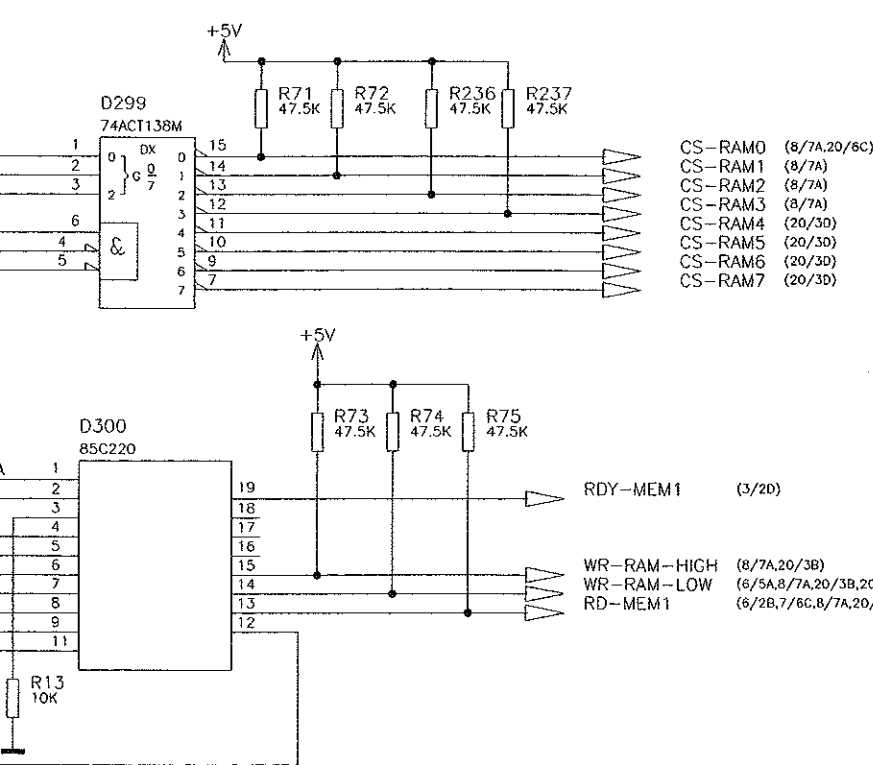 +5V
R71
47.5K
R72
47.5K
R236
47.5K
R237
47.5K
D299
74ACT138M
DX
0
2
G 0
7
&
1
2
3
6
4
5
0 15
1 14
2 13
3 12
4 11
5 10
6 9
7 7
CS-RAM0 (8/7A,20/6C)
CS-RAM1 (8/7A)
CS-RAM2 (8/7A)
CS-RAM3 (8/7A)
CS-RAM4 (20/3D)
CS-RAM5 (20/3D)
CS-RAM6 (20/3D)
CS-RAM7 (20/3D)
+5V
R73
47.5K
R74
47.5K
R75
47.5K
D300
85C220
A
1
2
3
4
5
6
7
8
9
11
19
18
17
16
15
14
13
12
RDY-MEM1 (3/2D)
WR-RAM-HIGH (8/7A,20/3B)
WR-RAM-LOW (6/5A,8/7A,20/3B,20
RD-MEM1 (6/2B,7/6C,8/7A,20/
R13
10K